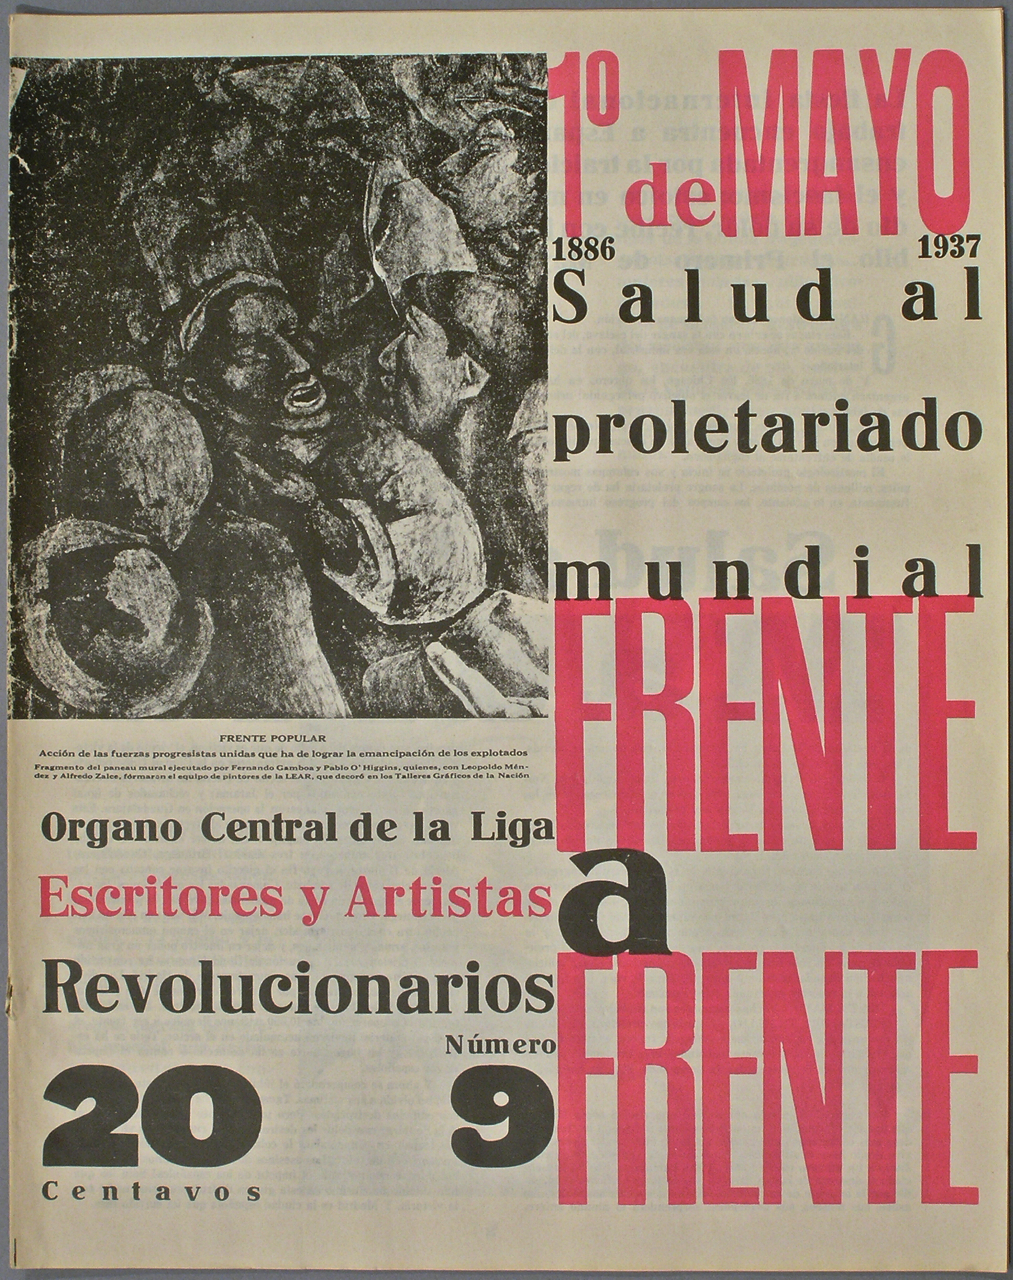 1º de MAYO
1886 1937
Salud al
proletariado
mundial
FRENTE
a
FRENTE
FRENTE POPULAR
Acción de las fuerzas progresistas unidas que ha de lograr la emancipación de los explotados
Fragmento del paneau mural ejecutado por Fernando Gamboa y Pablo O'Higgins, quienes, con Leopoldo Mén-
dez y Alfredo Zalce, formaron el equipo de pintores de la LEAR, que decoró en los Talleres Gráficos de la Nación
Organo Central de la Liga
Escritores y Artistas
Revolucionarios
Número
20 9
Centavos